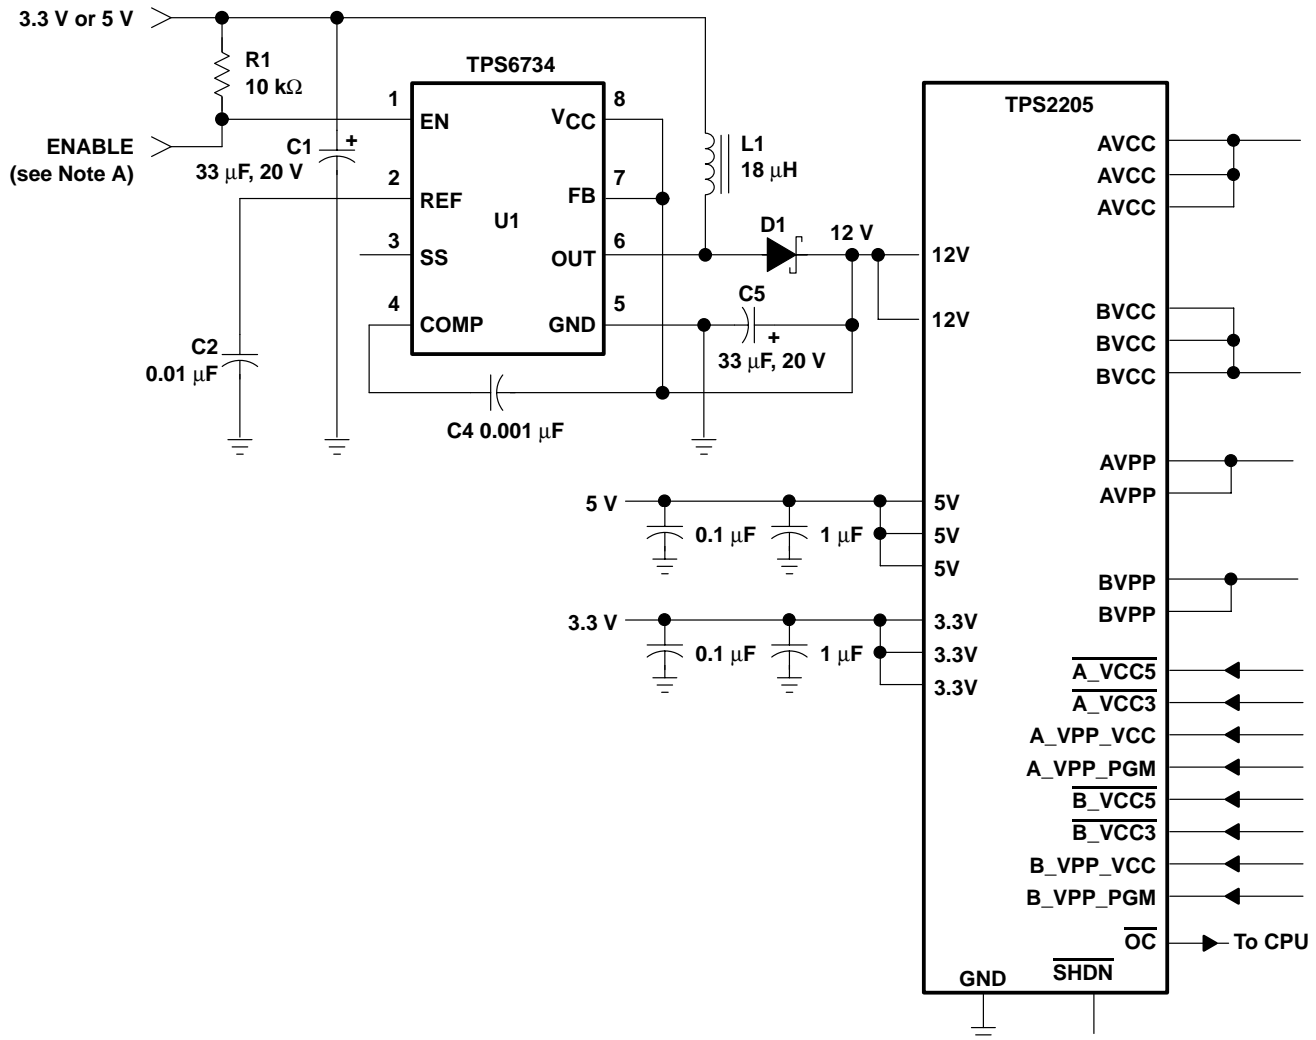 3.3 V or 5 V
R1
10 kΩ
ENABLE
(see Note A)
C1
+
33 μF, 20 V
TPS6734
1
EN
2
REF
3
SS
4
COMP
U1
8
VCC
7
FB
6
OUT
5
GND
C2
0.01 μF
C4 0.001 μF
L1
18 μH
D1
12 V
C5
+
33 μF, 20 V
5 V
0.1 μF
1 μF
3.3 V
0.1 μF
1 μF
TPS2205
12V
12V
5V
5V
5V
3.3V
3.3V
3.3V
AVCC
AVCC
AVCC
BVCC
BVCC
BVCC
AVPP
AVPP
BVPP
BVPP
A_VCC5
A_VCC3
A_VPP_VCC
A_VPP_PGM
B_VCC5
B_VCC3
B_VPP_VCC
B_VPP_PGM
OC
To CPU
GND
SHDN